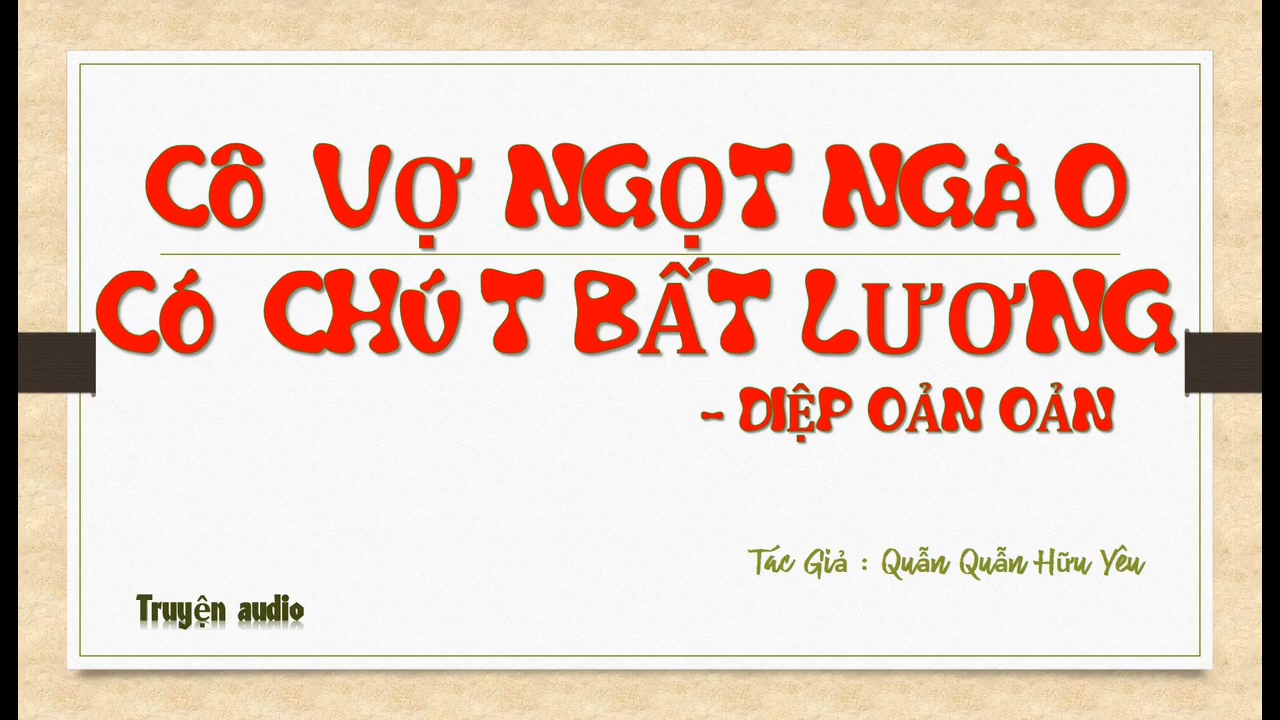 CÔ VỢ NGỌT NGÀO
CÓ CHÚT BẤT LƯƠNG
- DIỆP OẢN OẢN
Tác Giả : Quẫn Quẫn Hữu Yêu
Truyện audio